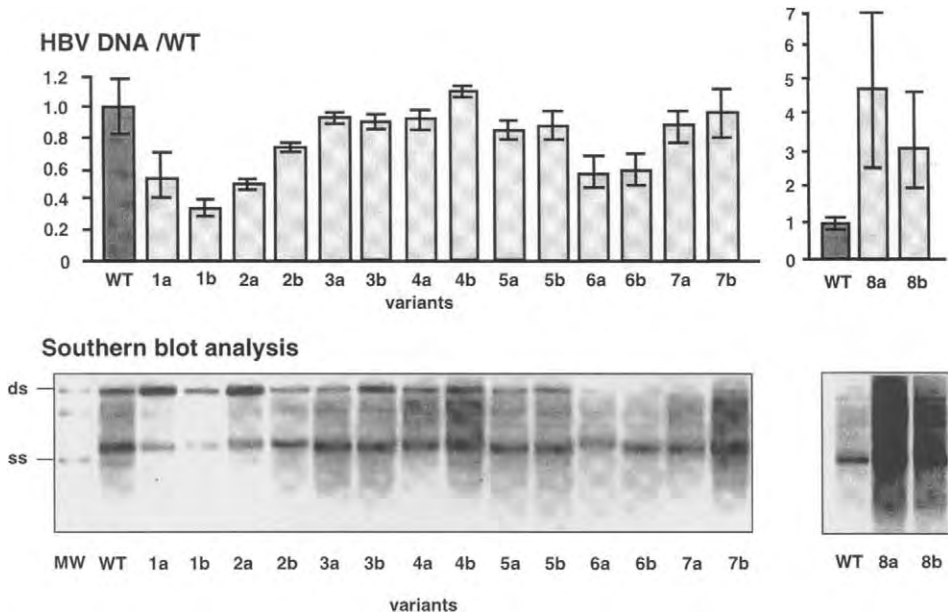 HBV DNA /WT
1.2
1.0
0.8
0.6
0.4
0.2
0
WT 1a 1b 2a 2b 3a 3b 4a 4b 5a 5b 6a 6b 7a 7b
variants
7
6
5
4
3
2
1
0
WT 8a 8b
Southern blot analysis
ds
ss
MW WT 1a 1b 2a 2b 3a 3b 4a 4b 5a 5b 6a 6b 7a 7b
variants
WT 8a 8b